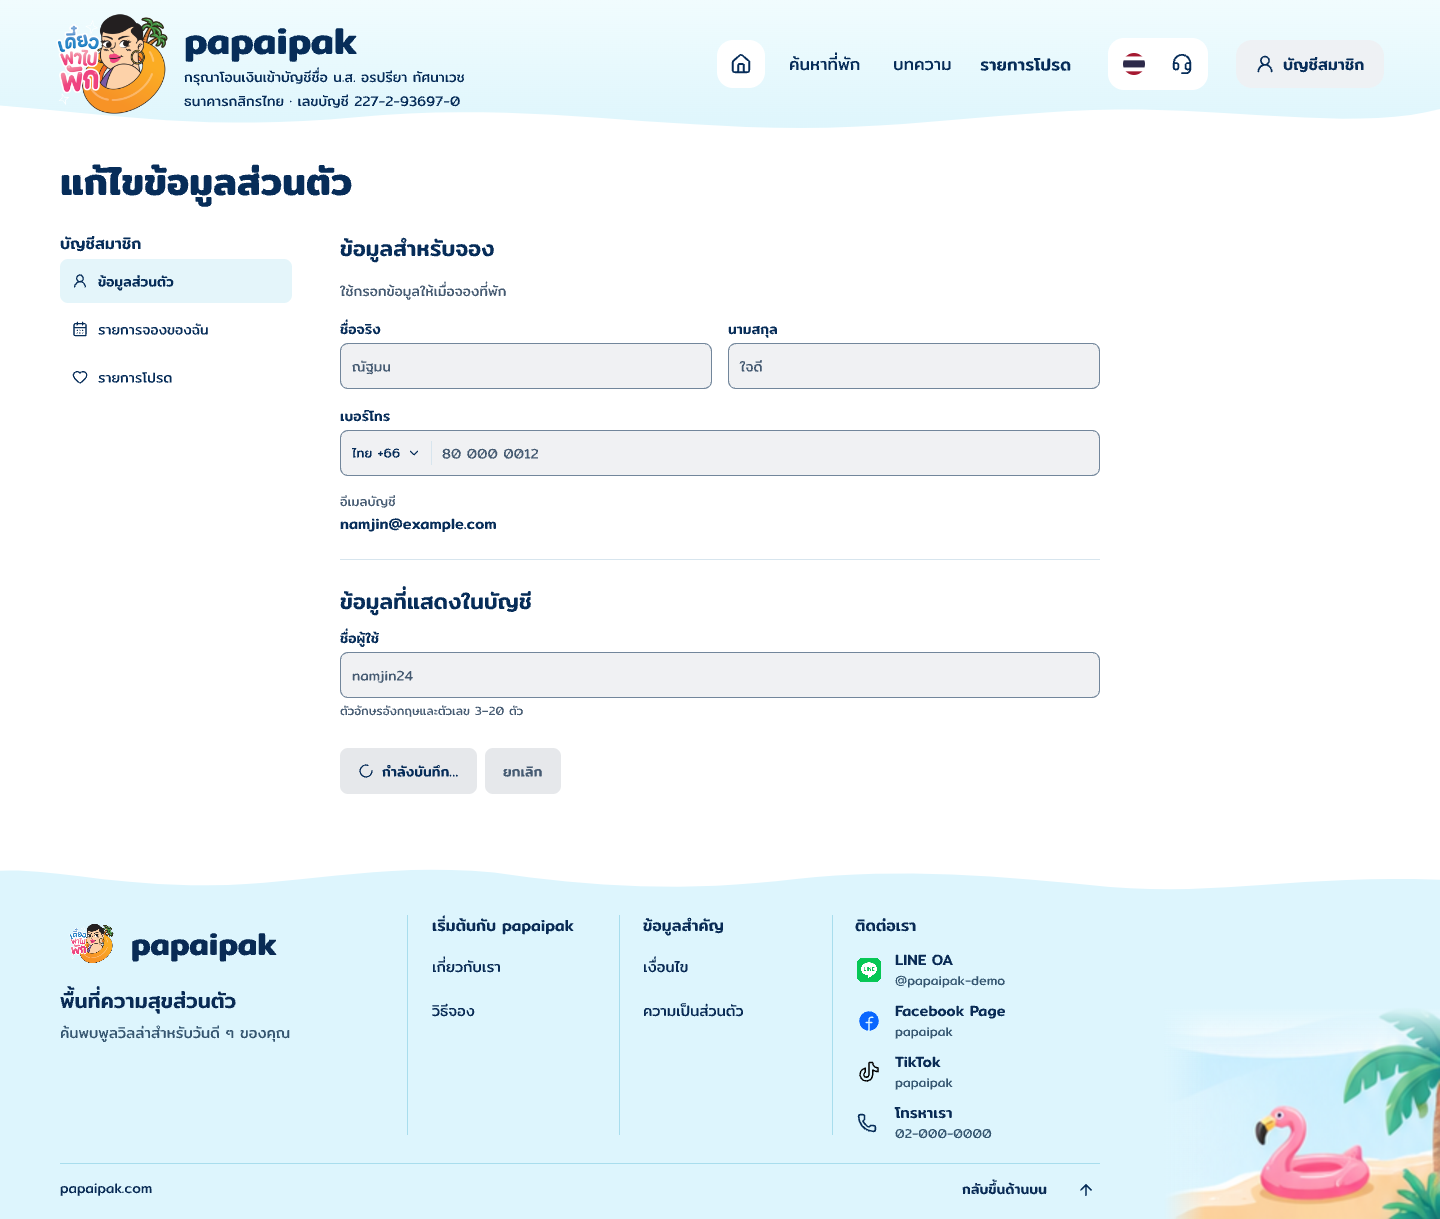 เดี๋ยว
พาไป
พัก
papaipak
กรุณาโอนเงินเข้าบัญชีชื่อ น.ส. อรปรียา ทัศนาเวช
ธนาคารกสิกรไทย · เลขบัญชี 227-2-93697-0
ค้นหาที่พัก
บทความ
รายการโปรด
บัญชีสมาชิก
แก้ไขข้อมูลส่วนตัว
บัญชีสมาชิก
ข้อมูลส่วนตัว
รายการจองของฉัน
รายการโปรด
ข้อมูลสำหรับจอง
ใช้กรอกข้อมูลให้เมื่อจองที่พัก
ชื่อจริง
นามสกุล
ณัฐมน
ใจดี
เบอร์โทร
ไทย +66
80 000 0012
อีเมลบัญชี
namjin@example.com
ข้อมูลที่แสดงในบัญชี
ชื่อผู้ใช้
namjin24
ตัวอักษรอังกฤษและตัวเลข 3–20 ตัว
กำลังบันทึก...
ยกเลิก
เดี๋ยว
พาไป
พัก
papaipak
พื้นที่ความสุขส่วนตัว
ค้นพบพูลวิลล่าสำหรับวันดี ๆ ของคุณ
เริ่มต้นกับ papaipak
เกี่ยวกับเรา
วิธีจอง
ข้อมูลสำคัญ
เงื่อนไข
ความเป็นส่วนตัว
ติดต่อเรา
LINE
LINE OA
@papaipak-demo
Facebook Page
papaipak
TikTok
papaipak
โทรหาเรา
02-000-0000
papaipak.com
กลับขึ้นด้านบน